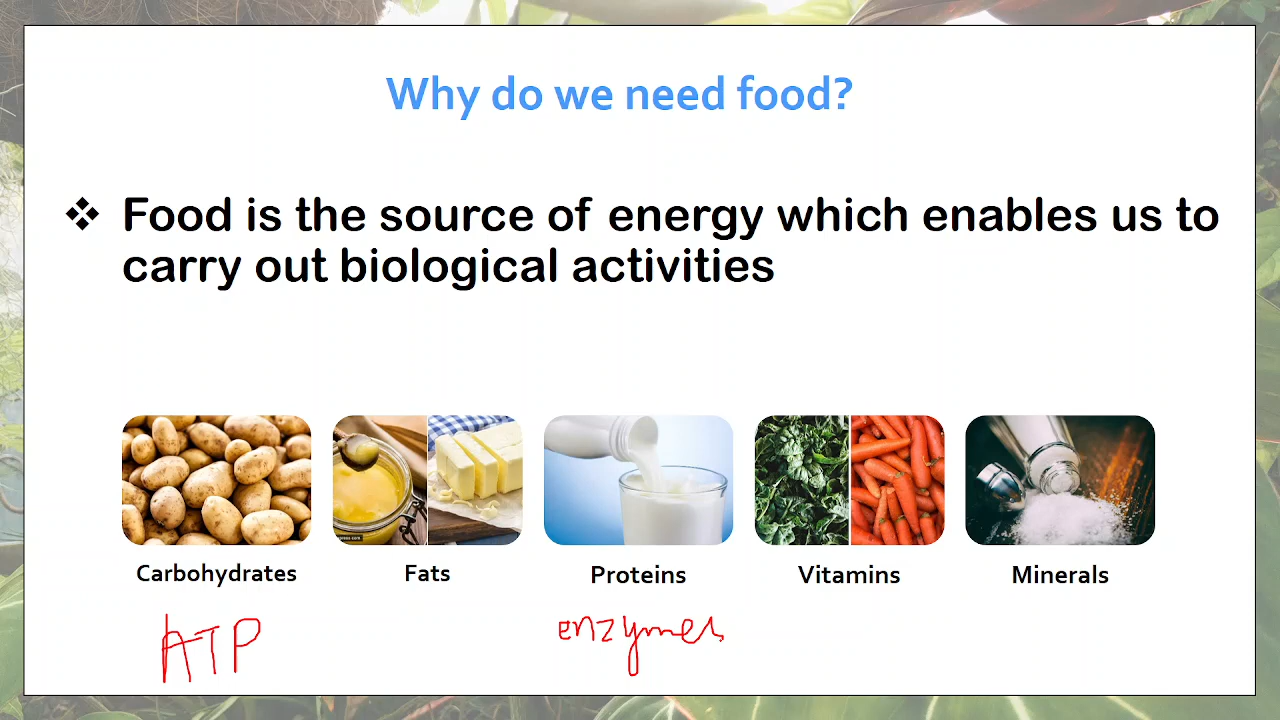 Why do we need food?
❖ Food is the source of energy which enables us to
carry out biological activities
Carbohydrates Fats Proteins Vitamins Minerals
ATP enzymes